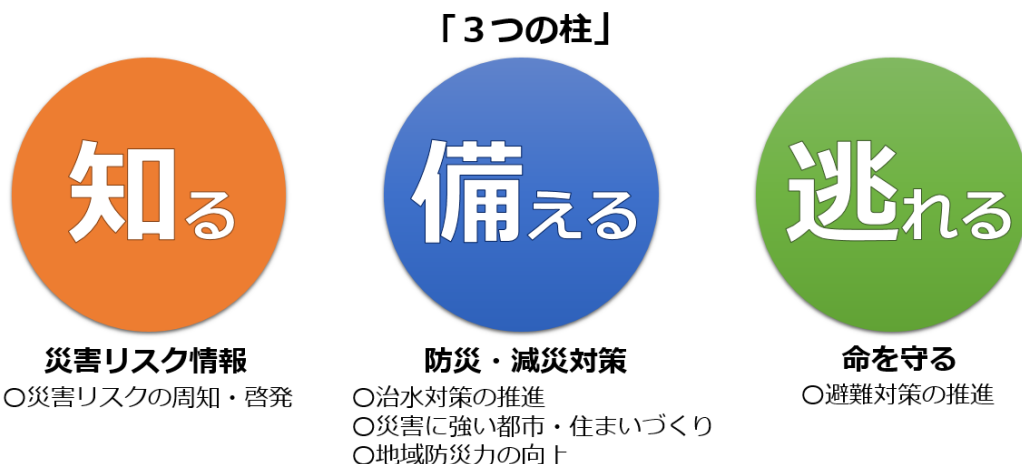 「３つの柱」
知る
災害リスク情報
〇災害リスクの周知・啓発
備える
防災・減災対策
〇治水対策の推進
〇災害に強い都市・住まいづくり
〇地域防災力の向上
逃れる
命を守る
〇避難対策の推進